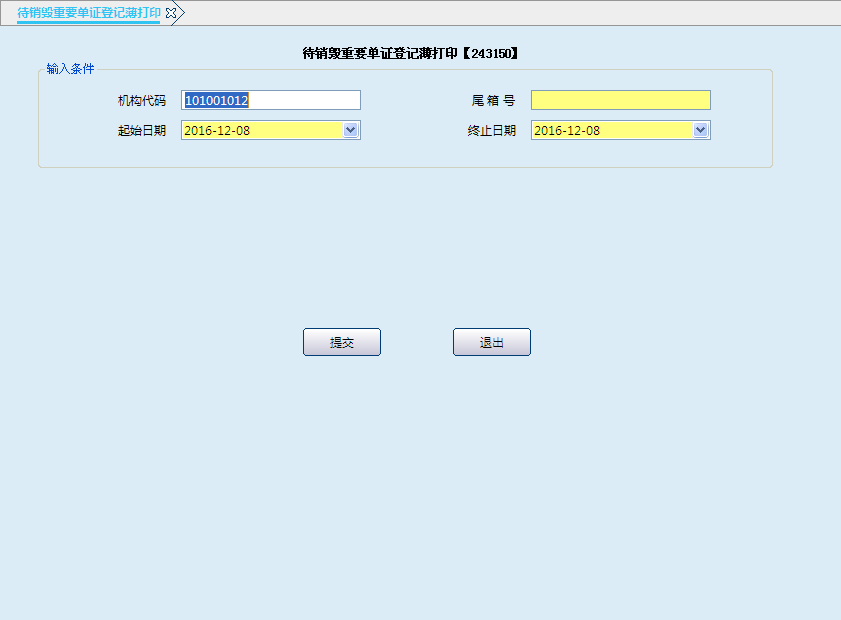 待销毁重要单证登记薄打印
待销毁重要单证登记薄打印【243150】
输入条件
机构代码 101001012 尾 箱 号
起始日期 2016-12-08 终止日期 2016-12-08
提交 退出